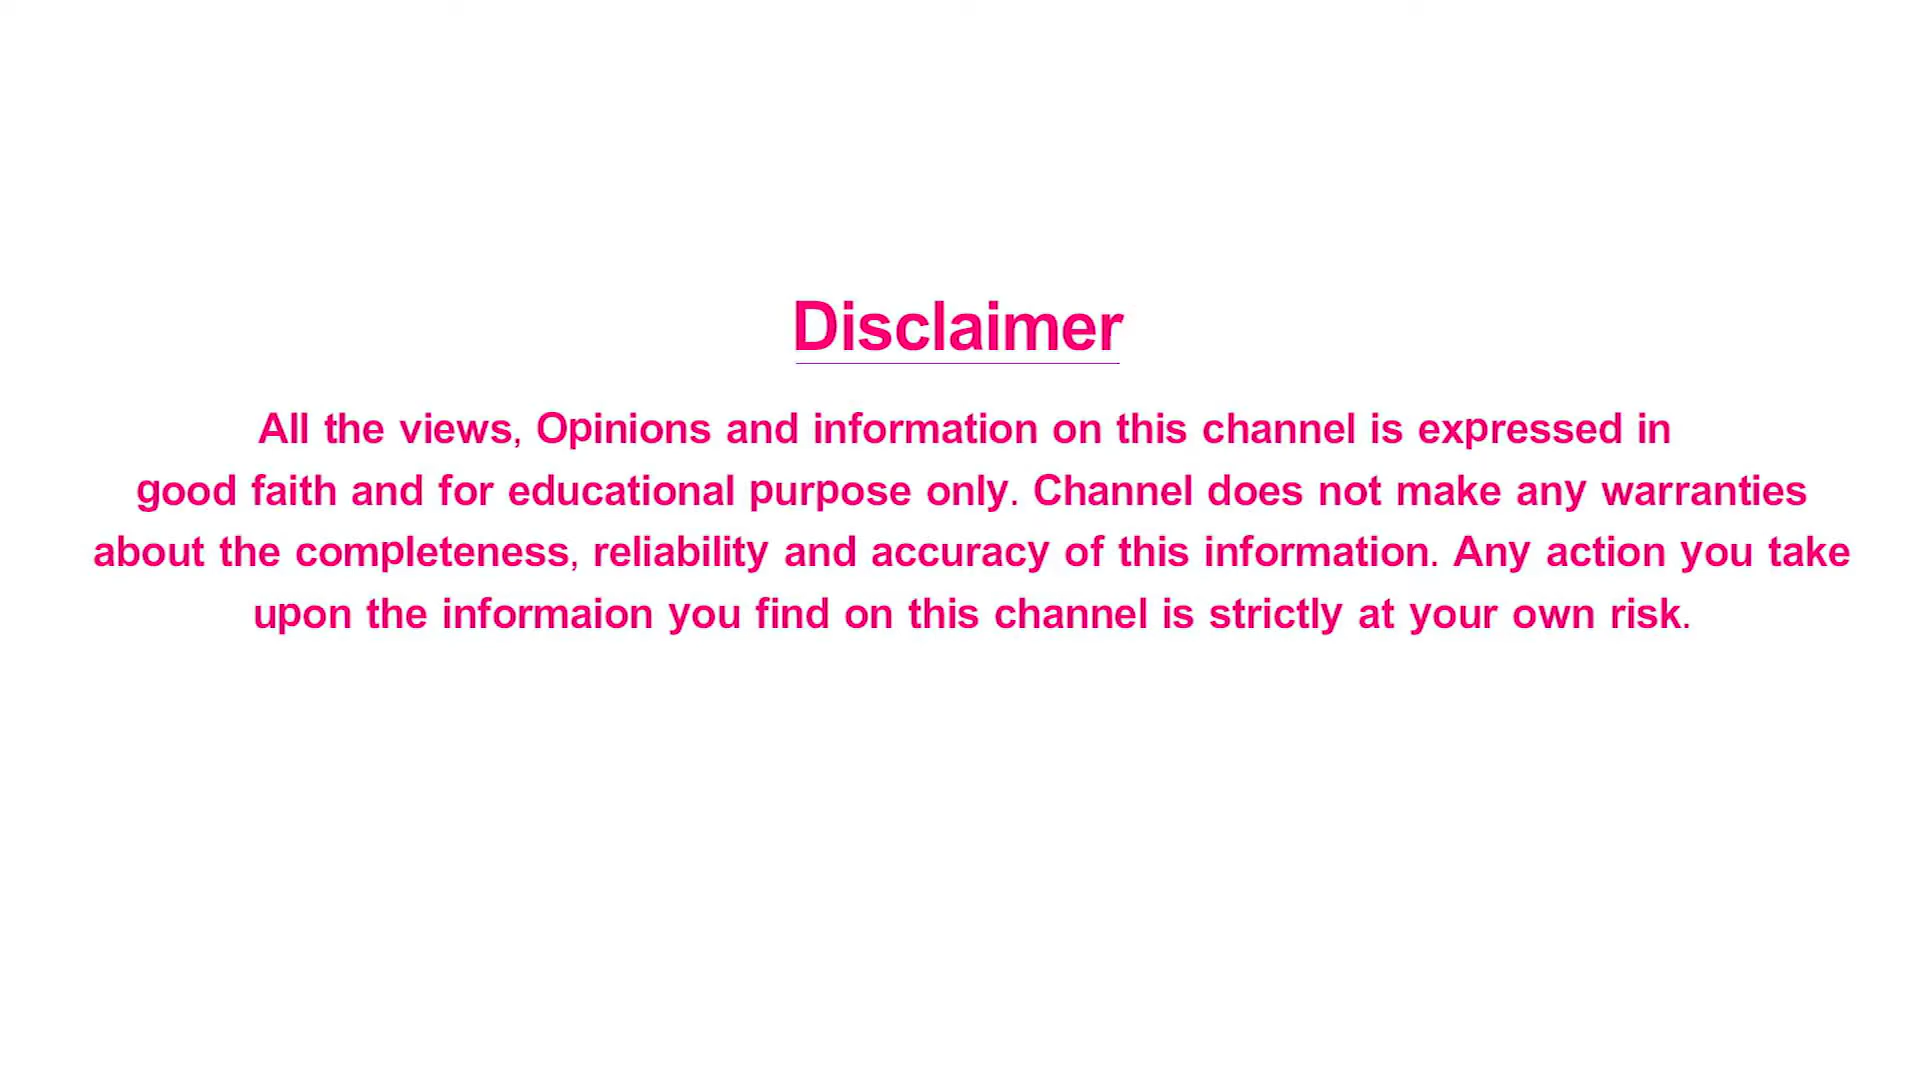 Disclaimer
All the views, Opinions and information on this channel is expressed in
good faith and for educational purpose only. Channel does not make any warranties
about the completeness, reliability and accuracy of this information. Any action you take
upon the informaion you find on this channel is strictly at your own risk.